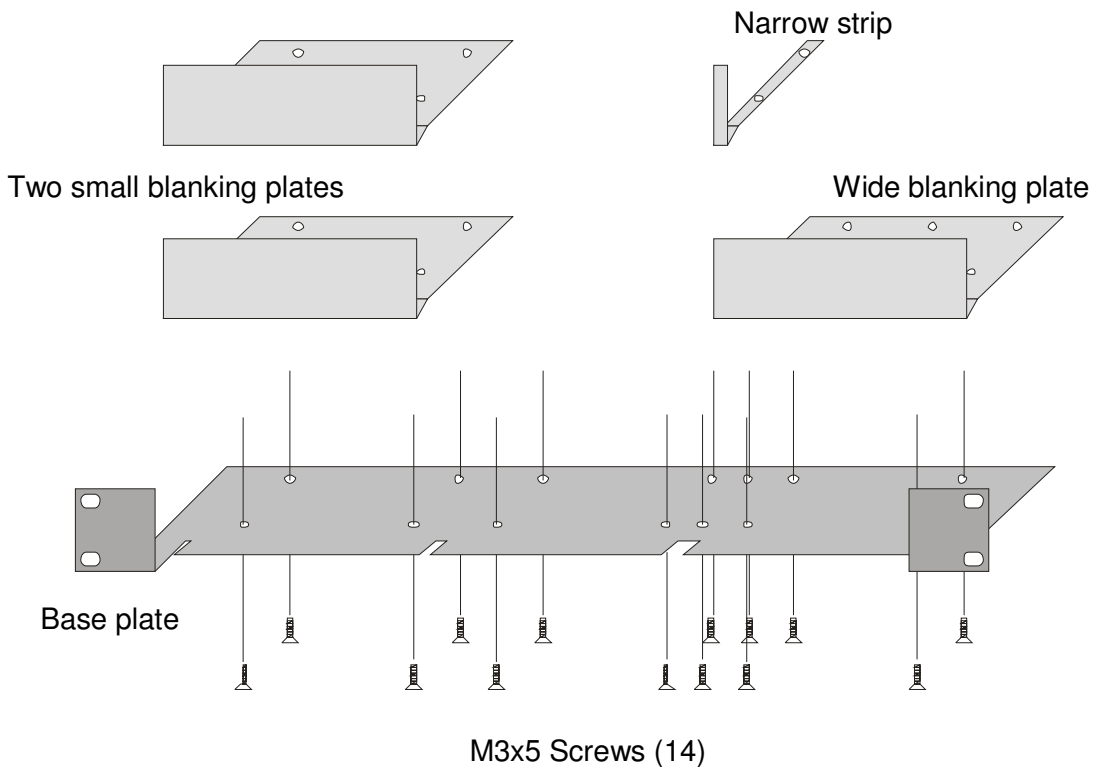 Narrow strip
Two small blanking plates
Wide blanking plate
Base plate
M3x5 Screws (14)